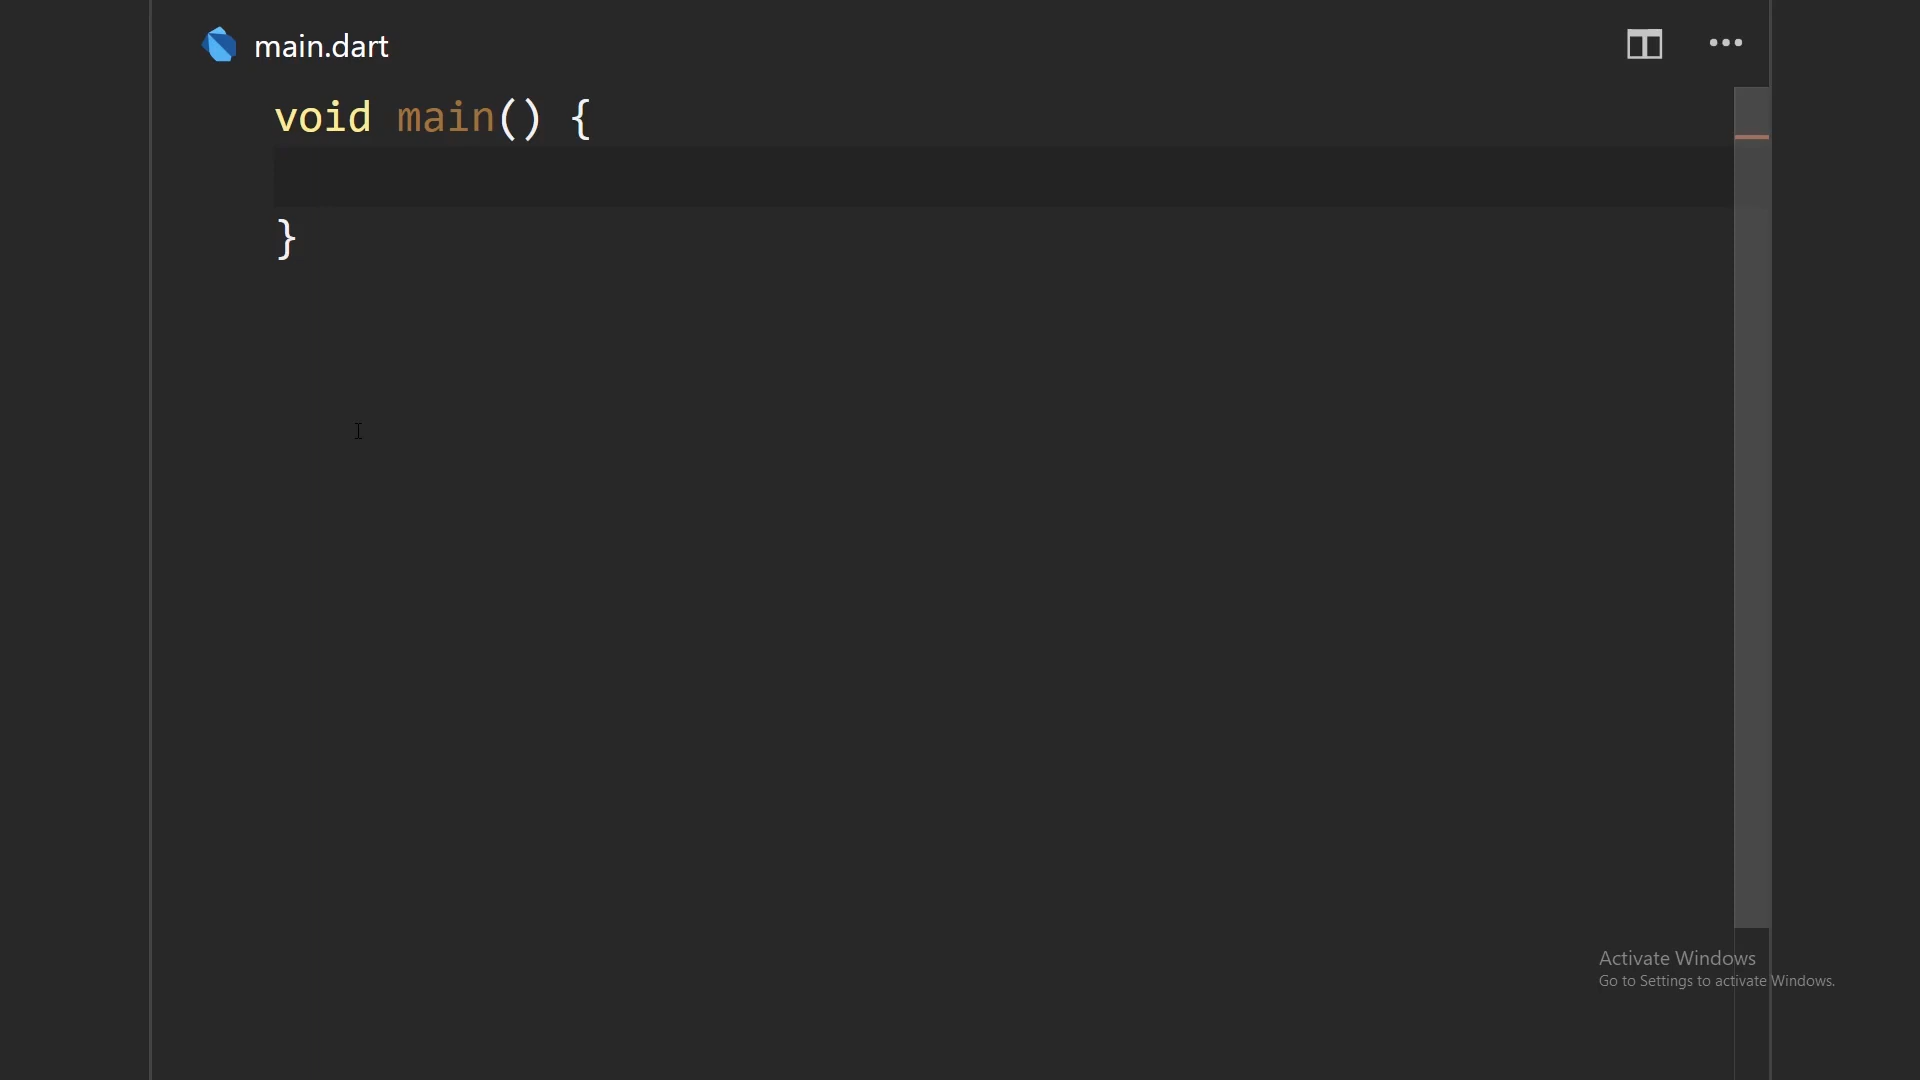 main.dart
void main() {
}
Activate Windows
Go to Settings to activate Windows.